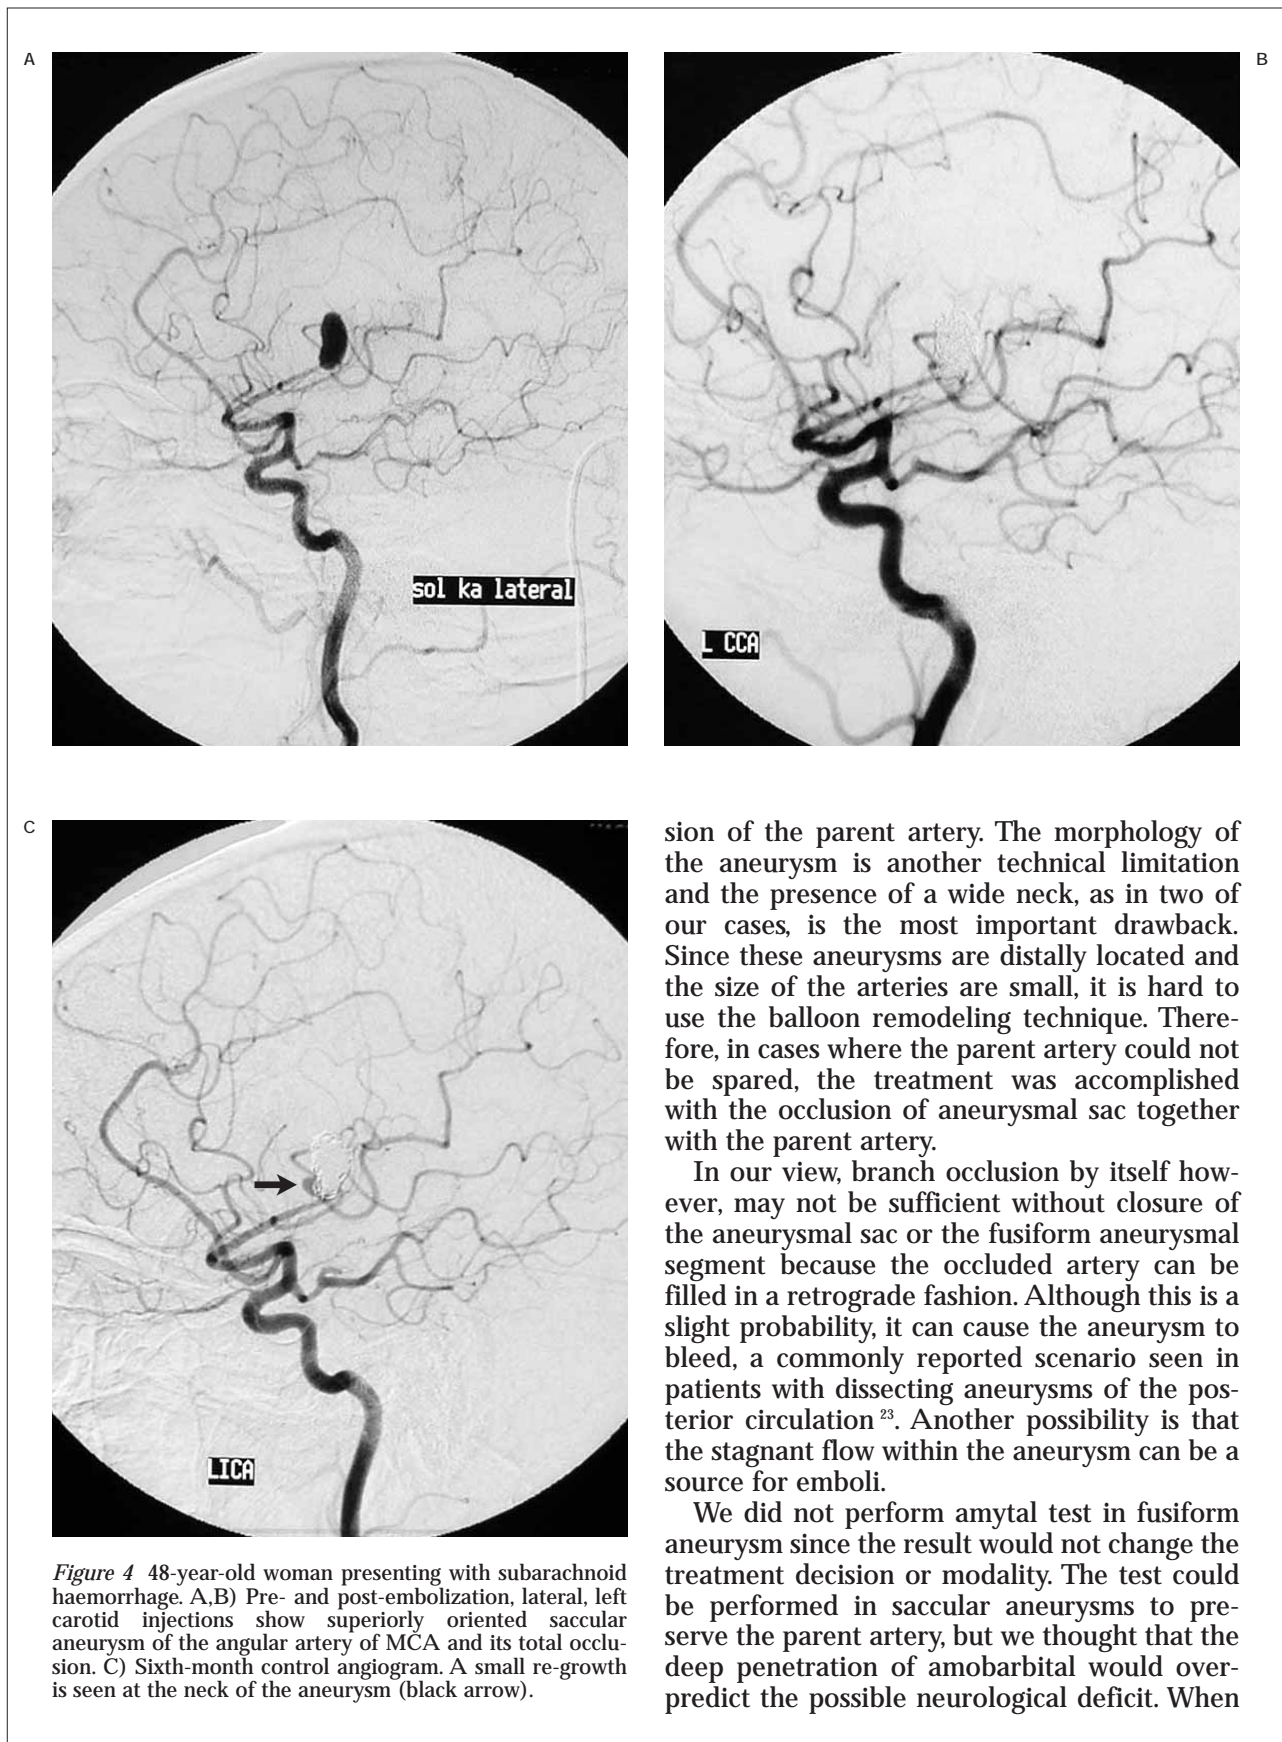 A
B
sol ka lateral
L CCA
C
LICA
Figure 4 48-year-old woman presenting with subarachnoid
haemorrhage. A,B) Pre- and post-embolization, lateral, left
carotid injections show superiorly oriented saccular
aneurysm of the angular artery of MCA and its total occlu-
sion. C) Sixth-month control angiogram. A small re-growth
is seen at the neck of the aneurysm (black arrow).
sion of the parent artery. The morphology of
the aneurysm is another technical limitation
and the presence of a wide neck, as in two of
our cases, is the most important drawback.
Since these aneurysms are distally located and
the size of the arteries are small, it is hard to
use the balloon remodeling technique. There-
fore, in cases where the parent artery could not
be spared, the treatment was accomplished
with the occlusion of aneurysmal sac together
with the parent artery.
In our view, branch occlusion by itself how-
ever, may not be sufficient without closure of
the aneurysmal sac or the fusiform aneurysmal
segment because the occluded artery can be
filled in a retrograde fashion. Although this is a
slight probability, it can cause the aneurysm to
bleed, a commonly reported scenario seen in
patients with dissecting aneurysms of the pos-
terior circulation 23. Another possibility is that
the stagnant flow within the aneurysm can be a
source for emboli.
We did not perform amytal test in fusiform
aneurysm since the result would not change the
treatment decision or modality. The test could
be performed in saccular aneurysms to pre-
serve the parent artery, but we thought that the
deep penetration of amobarbital would over-
predict the possible neurological deficit. When